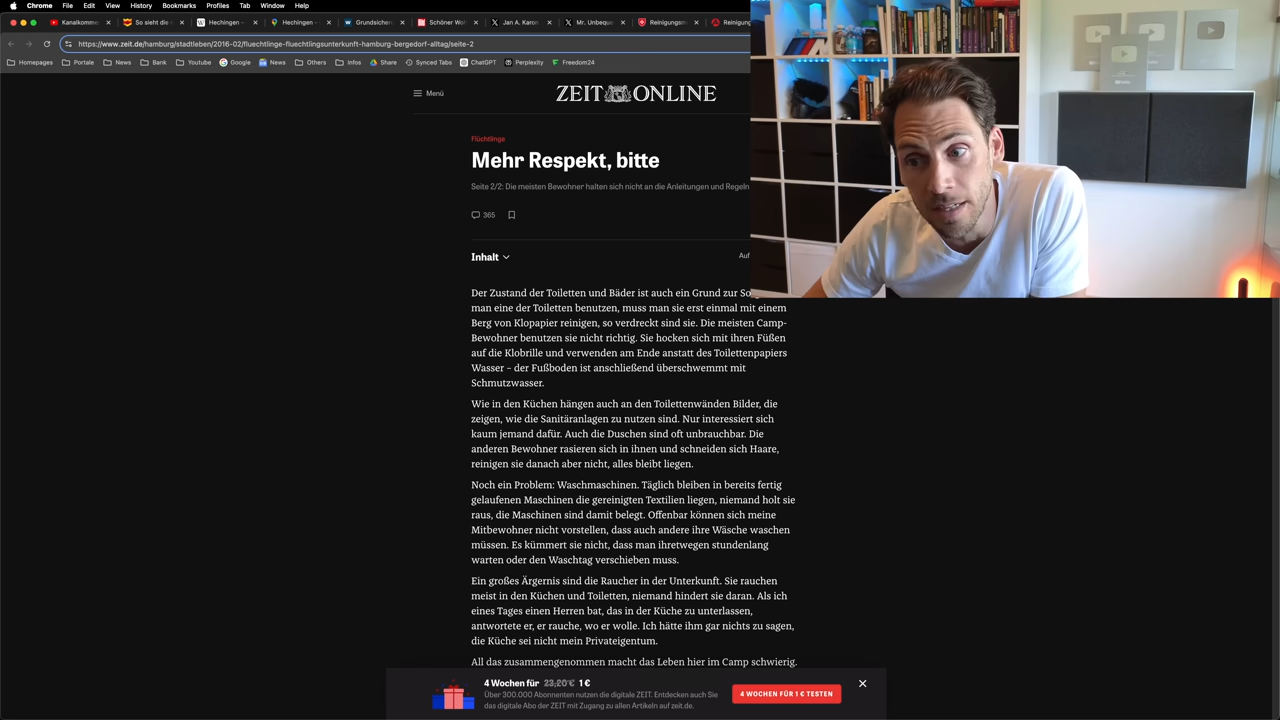 Chrome File Edit View History Bookmarks Profiles Tab Window Help
Kanalkomme So sieht die Hechingen - Hechingen - Grundsicher Schöner Wo Jan A. Karon. Mr. Unbeque Reinigungsm Reinigung
https://www.zeit.de/hamburg/stadtleben/2016-02/fluechtlinge-fluechtlingsunterkunft-hamburg-bergedorf-alltag/seite-2
Homepages Portale News Bank Youtube Google News Others Infos Share Synced Tabs ChatGPT Perplexity Freedom24
Menü
ZEIT ONLINE
Flüchtlinge
Mehr Respekt, bitte
Seite 2/2: Die meisten Bewohner halten sich nicht an die Anleitungen und Regeln
365
Inhalt
Auf
Der Zustand der Toiletten und Bäder ist auch ein Grund zur
man eine der Toiletten benutzen, muss man sie erst einmal mit einem
Berg von Klopapier reinigen, so verdreckt sind sie. Die meisten Camp-
Bewohner benutzen sie nicht richtig. Sie hocken sich mit ihren Füßen
auf die Klobrille und verwenden am Ende anstatt des Toilettenpapiers
Wasser – der Fußboden ist anschließend überschwemmt mit
Schmutzwasser.
Wie in den Küchen hängen auch an den Toilettenwänden Bilder, die
zeigen, wie die Sanitäranlagen zu nutzen sind. Nur interessiert sich
kaum jemand dafür. Auch die Duschen sind oft unbrauchbar. Die
anderen Bewohner rasieren sich in ihnen und schneiden sich Haare,
reinigen sie danach aber nicht, alles bleibt liegen.
Noch ein Problem: Waschmaschinen. Täglich bleiben in bereits fertig
gelaufenen Maschinen die gereinigten Textilien liegen, niemand holt sie
raus, die Maschinen sind damit belegt. Offenbar können sich meine
Mitbewohner nicht vorstellen, dass auch andere ihre Wäsche waschen
müssen. Es kümmert sie nicht, dass man ihretwegen stundenlang
warten oder den Waschtag verschieben muss.
Ein großes Ärgernis sind die Raucher in der Unterkunft. Sie rauchen
meist in den Küchen und Toiletten, niemand hindert sie daran. Als ich
eines Tages einen Herren bat, das in der Küche zu unterlassen,
antwortete er, er rauche, wo er wolle. Ich hätte ihm gar nichts zu sagen,
die Küche sei nicht mein Privateigentum.
All das zusammengenommen macht das Leben hier im Camp schwierig.
4 Wochen für 23,20 € 1 €
Über 300.000 Abonnenten nutzen die digitale ZEIT. Entdecken auch Sie
das digitale Abo der ZEIT mit Zugang zu allen Artikeln auf zeit.de.
4 WOCHEN FÜR 1 € TESTEN